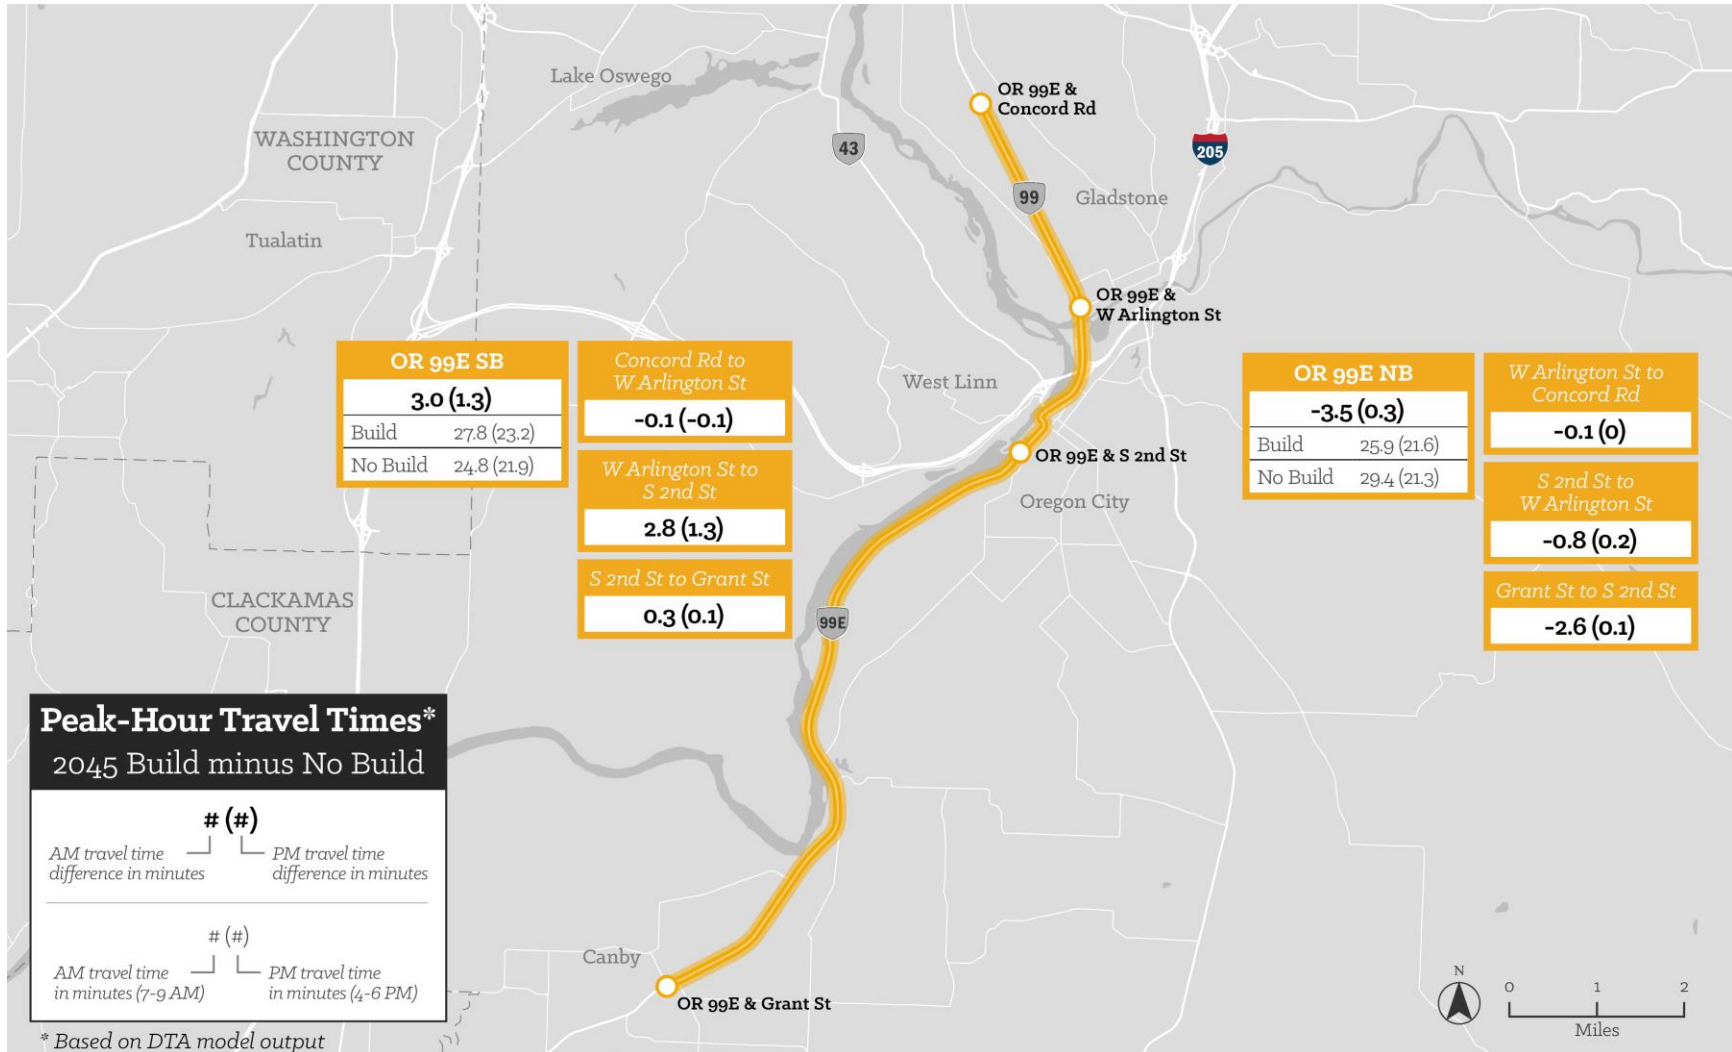 Lake Oswego
OR 99E &
Concord Rd
WASHINGTON
COUNTY
43
205
99
Gladstone
Tualatin
OR 99E &
W Arlington St
OR 99E SB
3.0 (1.3)
Build 27.8 (23.2)
No Build 24.8 (21.9)
Concord Rd to
W Arlington St
-0.1 (-0.1)
W Arlington St to
S 2nd St
2.8 (1.3)
S 2nd St to Grant St
0.3 (0.1)
West Linn
OR 99E & S 2nd St
Oregon City
OR 99E NB
-3.5 (0.3)
Build 25.9 (21.6)
No Build 29.4 (21.3)
W Arlington St to
Concord Rd
-0.1 (0)
S 2nd St to
W Arlington St
-0.8 (0.2)
Grant St to S 2nd St
-2.6 (0.1)
CLACKAMAS
COUNTY
99E
Peak-Hour Travel Times*
2045 Build minus No Build
# (#)
AM travel time
difference in minutes
PM travel time
difference in minutes
# (#)
AM travel time
in minutes (7-9 AM)
PM travel time
in minutes (4-6 PM)
* Based on DTA model output
Canby
OR 99E & Grant St
N
0 1 2
Miles